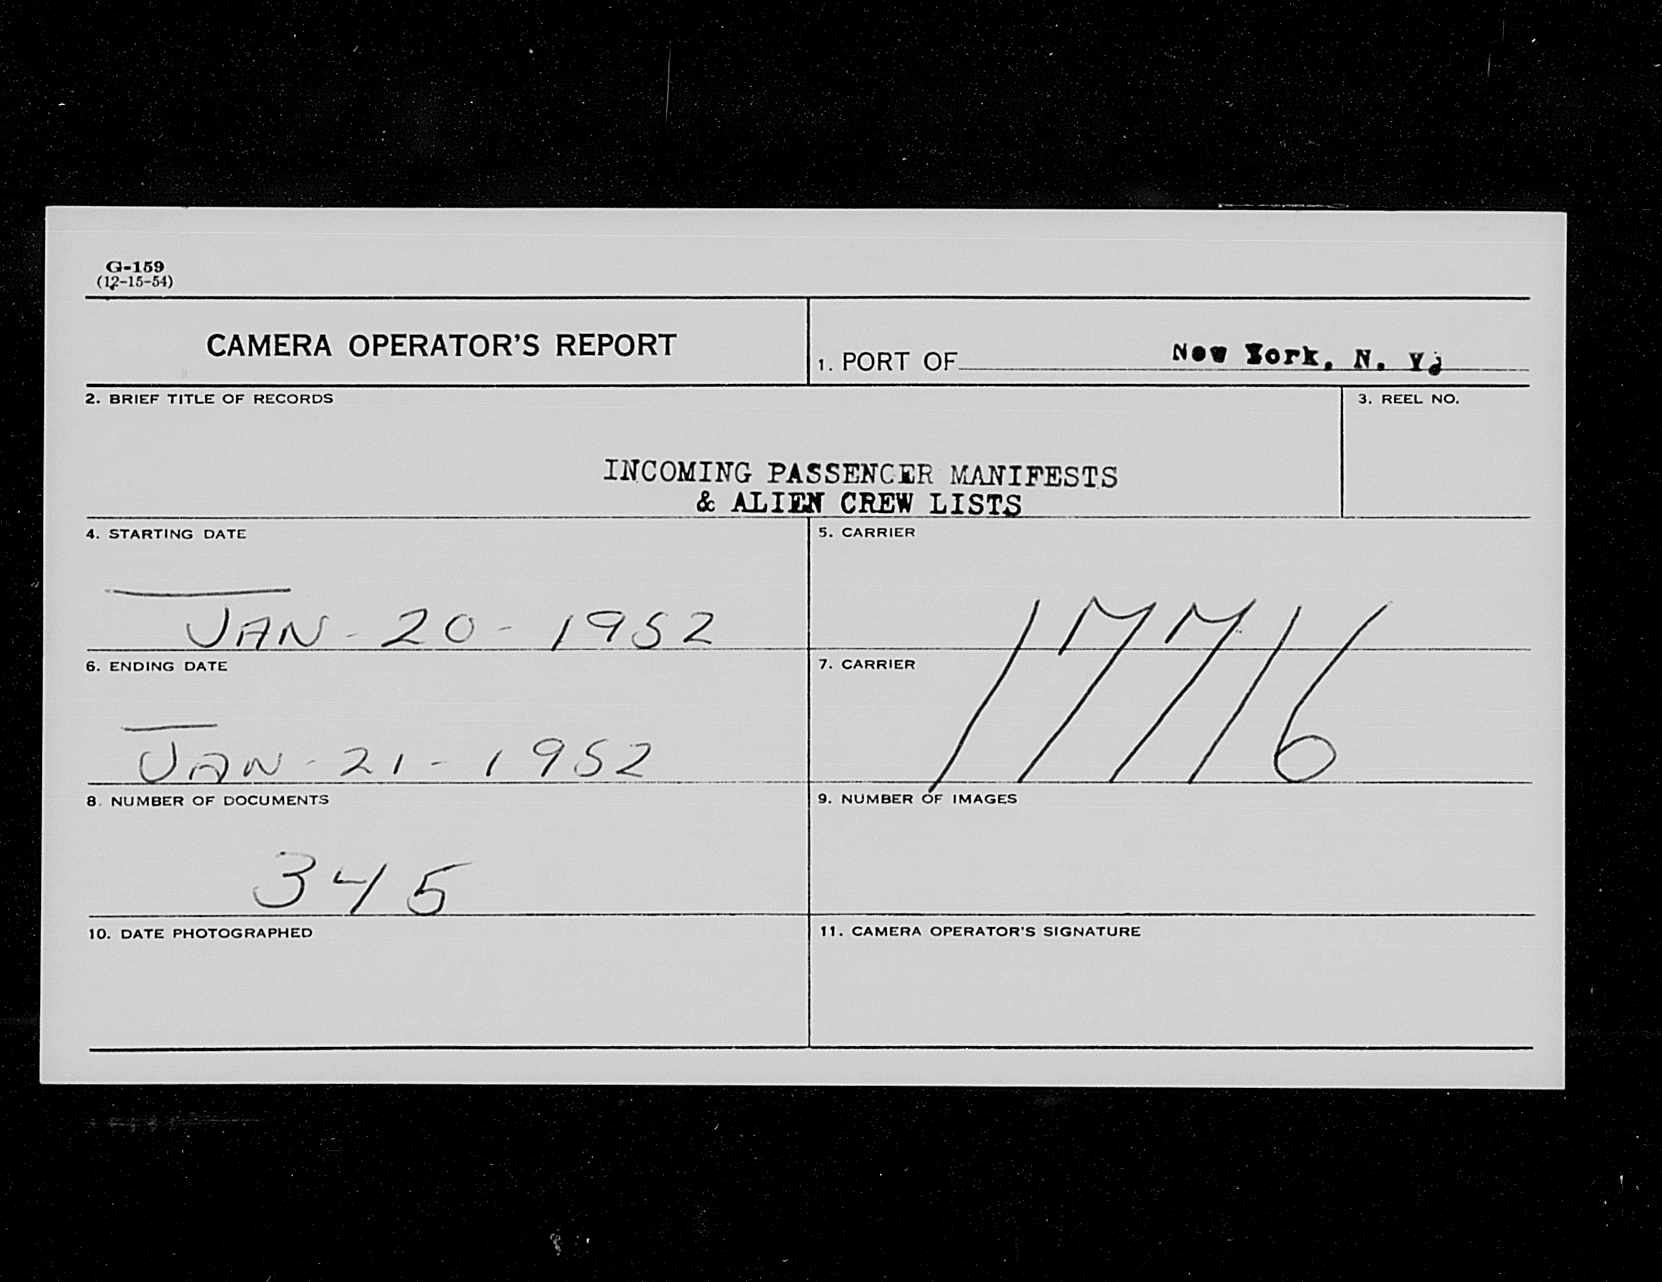 G-159
(12-15-54)
CAMERA OPERATOR'S REPORT
1. PORT OF New York, N. Y.
2. BRIEF TITLE OF RECORDS
3. REEL NO.
INCOMING PASSENGER MANIFESTS
& ALIEN CREW LISTS
4. STARTING DATE
5. CARRIER
JAN - 20 - 1952
17716
6. ENDING DATE
7. CARRIER
JAN - 21 - 1952
8. NUMBER OF DOCUMENTS
9. NUMBER OF IMAGES
345
10. DATE PHOTOGRAPHED
11. CAMERA OPERATOR'S SIGNATURE